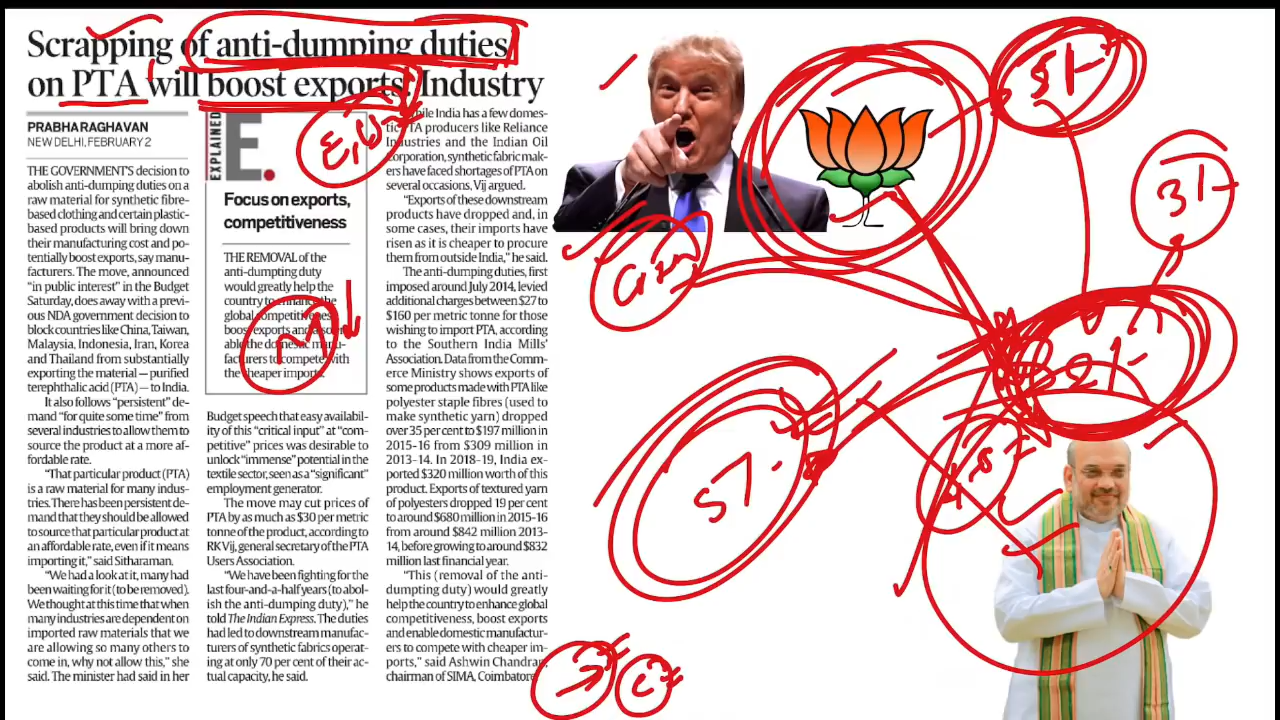 Scrapping of anti-dumping duties
on PTA will boost exports: Industry
PRABHA RAGHAVAN
NEW DELHI, FEBRUARY 2
THE GOVERNMENT'S decision to
abolish anti-dumping duties on a
raw material for synthetic fibre-
based clothing and certain plastic-
based products will bring down
their manufacturing cost and po-
tentially boost exports, say manu-
facturers. The move, announced
"in public interest" in the Budget
Saturday, does away with a previ-
ous NDA government decision to
block countries like China, Taiwan,
Malaysia, Indonesia, Iran, Korea
and Thailand from substantially
exporting the material — purified
terephthalic acid (PTA) — to India.
It also follows "persistent" de-
mand "for quite some time" from
several industries to allow them to
source the product at a more af-
fordable rate.
"That particular product (PTA)
is a raw material for many indus-
tries. There has been persistent de-
mand that they should be allowed
to source that particular product at
an affordable rate, even if it means
importing it," said Sitharaman.
"We had a look at it, many had
been waiting for it (to be removed).
We thought at this time that when
many industries are dependent on
imported raw materials that we
are allowing so many others to
come in, why not allow this," she
said. The minister had said in her
EXPLAINED
E.
Focus on exports,
competitiveness
THE REMOVAL of the
anti-dumpting duty
would greatly help the
country to enhance the
global competitiveness,
boost exports and
able the domestic manu-
facturers to compete with
the cheaper imports.
Budget speech that easy availabil-
ity of this "critical input" at "com-
petitive" prices was desirable to
unlock "immense" potential in the
textile sector, seen as a "significant"
employment generator.
The move may cut prices of
PTA by as much as $30 per metric
tonne of the product, according to
RK Vij, general secretary of the PTA
Users Association.
"We have been fighting for the
last four-and-a-half years (to abol-
ish the anti-dumping duty)," he
told The Indian Express. The duties
had led to downstream manufac-
turers of synthetic fabrics operat-
ing at only 70 per cent of their ac-
tual capacity, he said.
While India has a few domes-
tic PTA producers like Reliance
Industries and the Indian Oil
Corporation, synthetic fabric mak-
ers have faced shortages of PTA on
several occasions, Vij argued.
"Exports of these downstream
products have dropped and, in
some cases, their imports have
risen as it is cheaper to procure
them from outside India," he said.
The anti-dumping duties, first
imposed around July 2014, levied
additional charges between $27 to
$160 per metric tonne for those
wishing to import PTA, according
to the Southern India Mills'
Association. Data from the Comm-
erce Ministry shows exports of
some products made with PTA like
polyester staple fibres (used to
make synthetic yarn) dropped
over 35 per cent to $197 million in
2015-16 from $309 million in
2013-14. In 2018-19, India ex-
ported $320 million worth of this
product. Exports of textured yarn
of polyesters dropped 19 per cent
to around $680 million in 2015-16
from around $842 million 2013-
14, before growing to around $832
million last financial year.
"This (removal of the anti-
dumpting duty) would greatly
help the country to enhance global
competitiveness, boost exports
and enable domestic manufactur-
ers to compete with cheaper im-
ports," said Ashwin Chandran,
chairman of SIMA, Coimbatore.